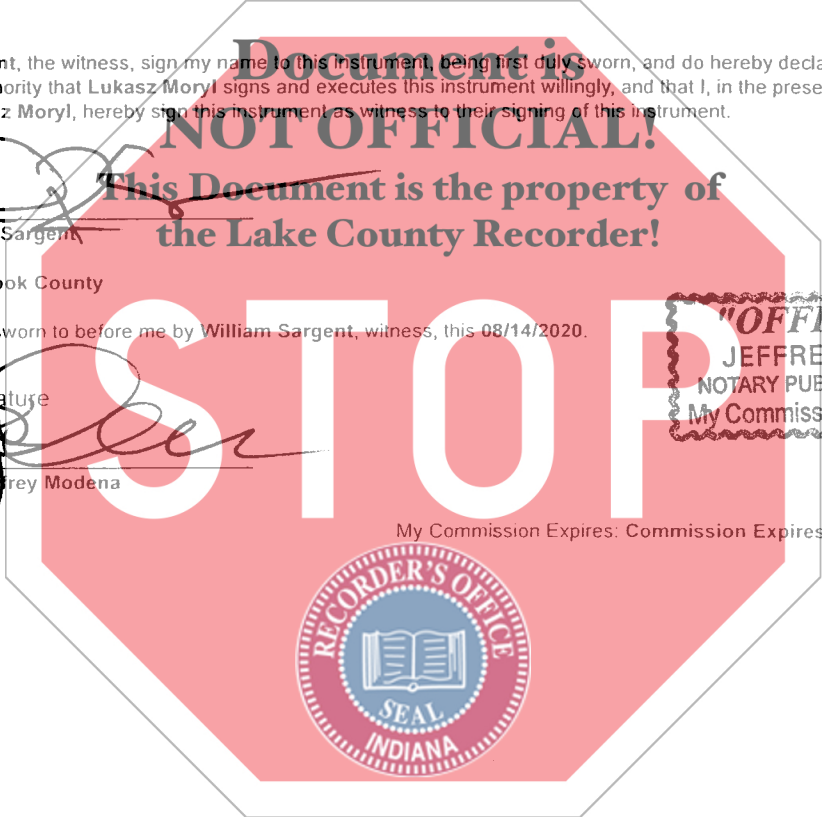 Document is
nt, the witness, sign my name to this instrument, being first duly sworn, and do hereby decla
ority that Lukasz Moryl signs and executes this instrument willingly, and that I, in the prese
z Moryl, hereby sign this instrument as witness to their signing of this instrument.
NOT OFFICIAL!
This Document is the property of
the Lake County Recorder!
Sargent
ok County
worn to before me by William Sargent, witness, this 08/14/2020.
"OFFI
JEFFRE
NOTARY PUB
My Commiss
STOP
ature
frey Modena
My Commission Expires: Commission Expires
RECORDER'S OFFICE
SEAL
INDIANA